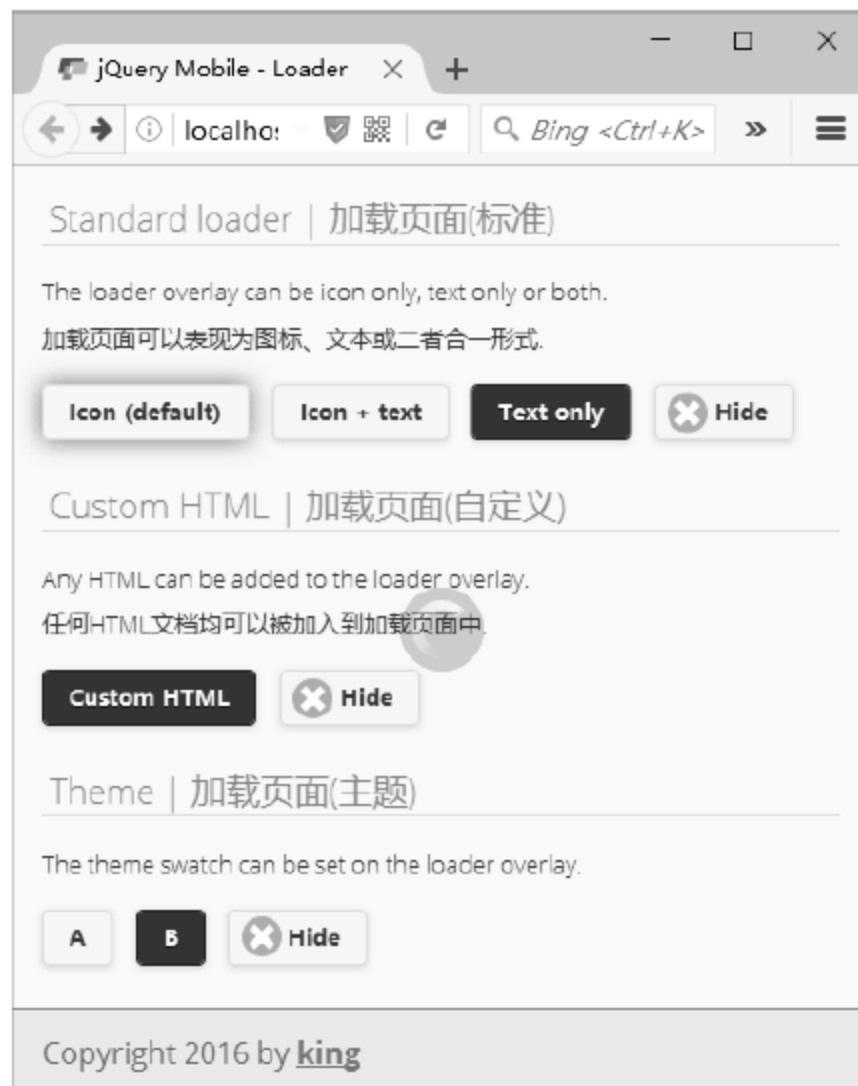 jQuery Mobile - Loader
localho
Bing <Ctrl+K>
Standard loader | 加载页面(标准)
The loader overlay can be icon only, text only or both.
加载页面可以表现为图标、文本或二者合一形式.
Icon (default) Icon + text Text only Hide
Custom HTML | 加载页面(自定义)
Any HTML can be added to the loader overlay.
任何HTML文档均可以被加入到加载页面中.
Custom HTML Hide
Theme | 加载页面(主题)
The theme swatch can be set on the loader overlay.
A B Hide
Copyright 2016 by king